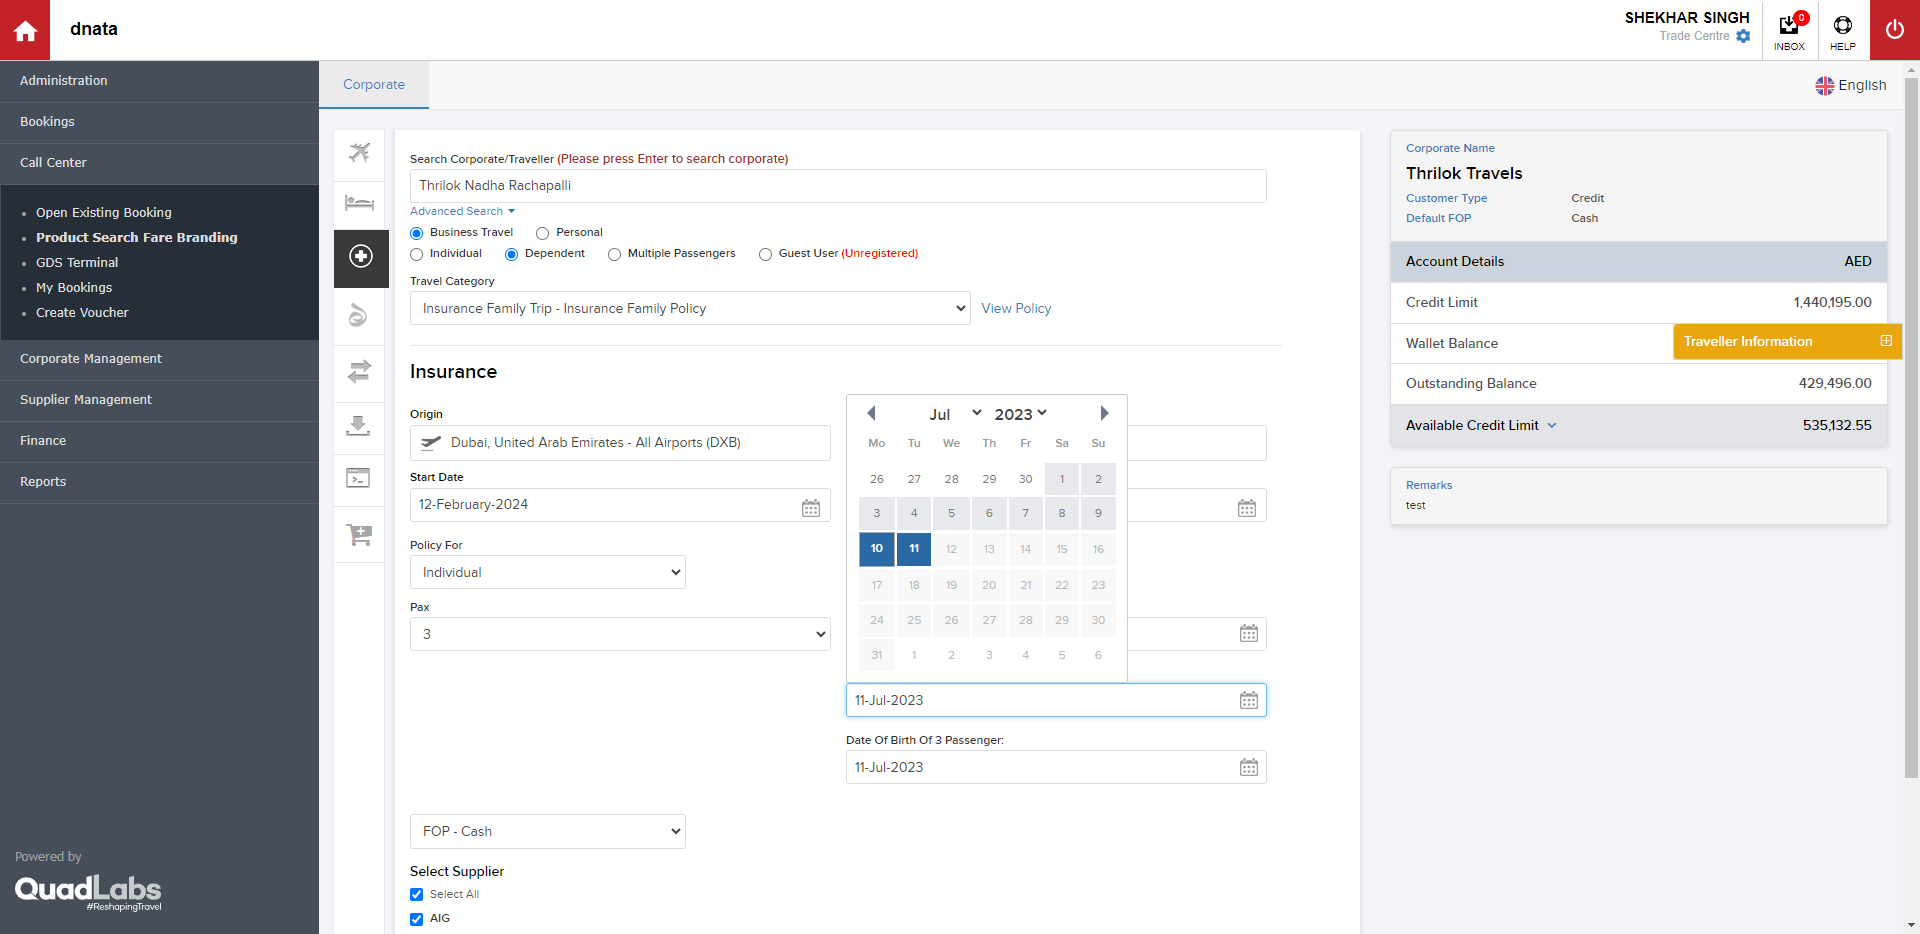 dnata
SHEKHAR SINGH
Trade Centre
0
INBOX
HELP
Administration
Bookings
Call Center
Open Existing Booking
Product Search Fare Branding
GDS Terminal
My Bookings
Create Voucher
Corporate Management
Supplier Management
Finance
Reports
Powered by
QuadLabs
#ReshapingTravel
Corporate
English
Search Corporate/Traveller (Please press Enter to search corporate)
Thrilok Nadha Rachapalli
Advanced Search
Business Travel Personal
Individual Dependent Multiple Passengers Guest User (Unregistered)
Travel Category
Insurance Family Trip - Insurance Family Policy View Policy
Insurance
Origin
Dubai, United Arab Emirates - All Airports (DXB)
Start Date
12-February-2024
Policy For
Individual
Pax
3
Jul 2023
Mo Tu We Th Fr Sa Su
26 27 28 29 30 1 2
3 4 5 6 7 8 9
10 11 12 13 14 15 16
17 18 19 20 21 22 23
24 25 26 27 28 29 30
31 1 2 3 4 5 6
11-Jul-2023
Date Of Birth Of 3 Passenger:
11-Jul-2023
FOP - Cash
Select Supplier
Select All
AIG
Corporate Name
Thrilok Travels
Customer Type Credit
Default FOP Cash
Account Details AED
Credit Limit 1,440,195.00
Wallet Balance
Traveller Information
Outstanding Balance 429,496.00
Available Credit Limit 535,132.55
Remarks
test